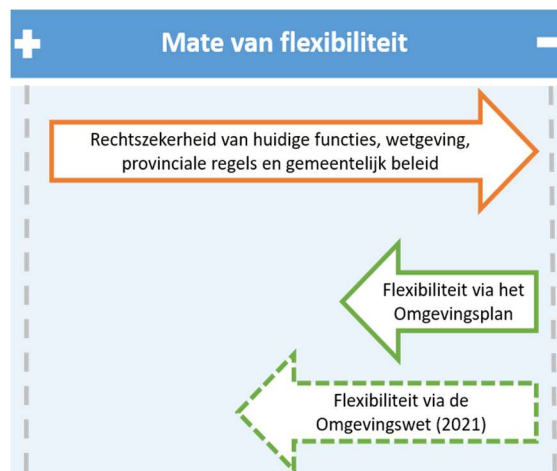 + Mate van flexibiliteit −
Rechtszekerheid van huidige functies, wetgeving,
provinciale regels en gemeentelijk beleid
Flexibiliteit via het
Omgevingsplan
Flexibiliteit via de
Omgevingswet (2021)